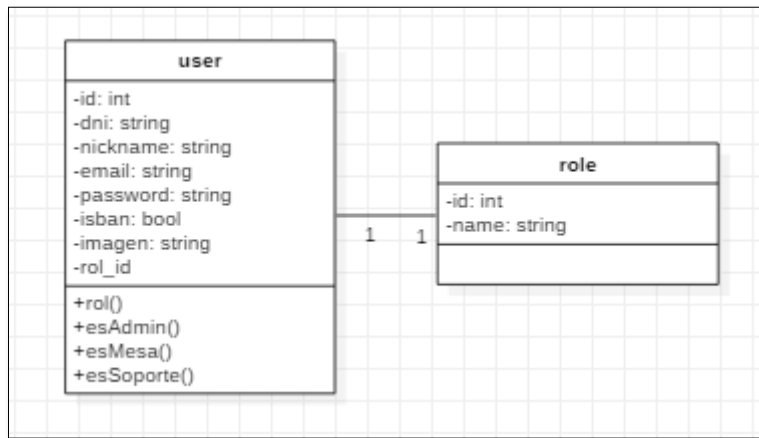 user
-id: int
-dni: string
-nickname: string
-email: string
-password: string
-isban: bool
-imagen: string
-rol_id
+rol()
+esAdmin()
+esMesa()
+esSoporte()
1
1
role
-id: int
-name: string